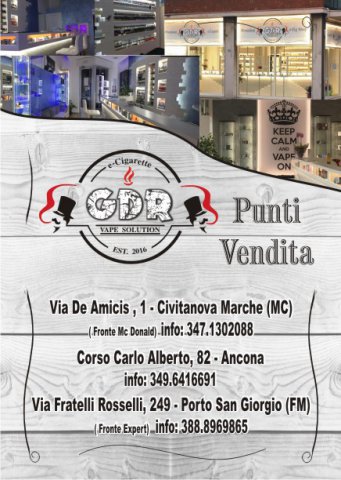 GDR
KEEP
CALM
AND
VAPE
ON
e-Cigarette
GDR
VAPE SOLUTION
EST. 2016
Punti
Vendita
Via De Amicis , 1 - Civitanova Marche (MC)
( Fronte Mc Donald) info: 347.1302088
Corso Carlo Alberto, 82 - Ancona
info: 349.6416691
Via Fratelli Rosselli, 249 - Porto San Giorgio (FM)
( Fronte Expert) info: 388.8969865